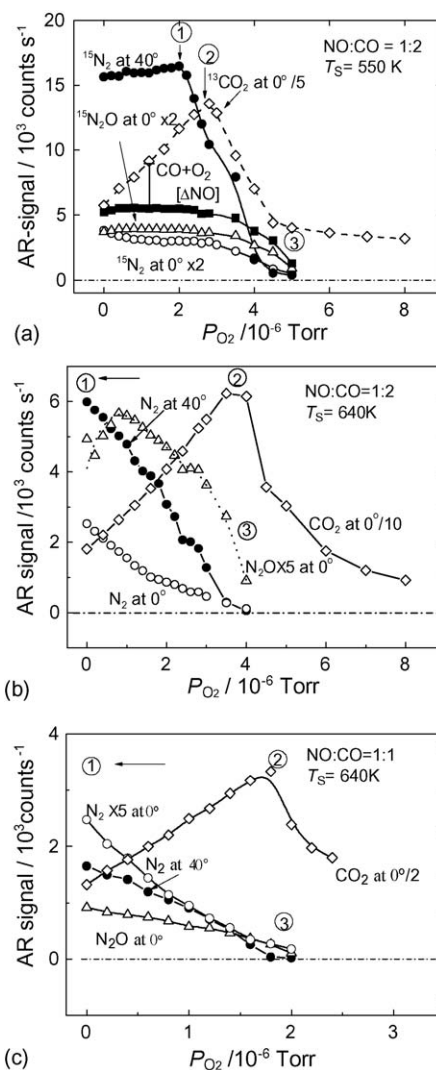 ① ② NO:CO = 1:2
20
¹⁵N₂ at 40° Tₛ = 550 K
¹³CO₂ at 0°/5
15
¹⁵N₂O at 0° x2
10
CO+O₂
[ΔNO]
5
③
¹⁵N₂ at 0° x2
0
AR-signal / 10³ counts s⁻¹
0 2 4 6 8
(a) P_O₂ /10⁻⁶ Torr
① ② NO:CO=1:2
6
N₂ at 40° Tₛ= 640K
4
CO₂ at 0°/10
③
2
N₂OX5 at 0°
N₂ at 0°
0
AR signal /10³ counts s⁻¹
0 2 4 6 8
(b) P_O₂ / 10⁻⁶ Torr
4
① ② NO:CO=1:1
Tₛ= 640K
N₂ X5 at 0°
N₂ at 40°
2
CO₂ at 0°/2
N₂O at 0° ③
0
AR signal / 10³counts⁻¹
0 1 2 3
(c) P_O₂ /10⁻⁶ Torr